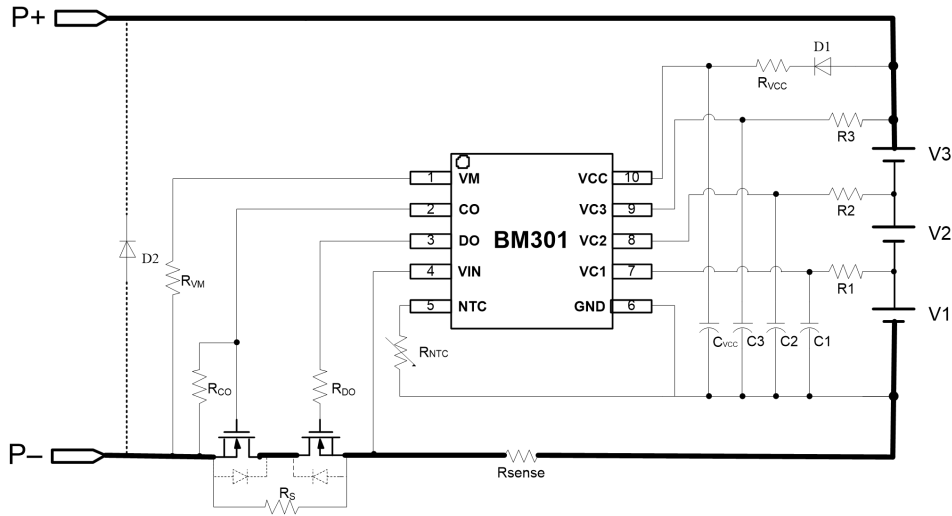 P+
D1
RVCC
R3
V3
1 VM VCC 10
2 CO VC3 9
3 DO BM301 VC2 8
4 VIN VC1 7
5 NTC GND 6
R2
V2
D2
RVM
R1
V1
RNTC
CVCC C3 C2 C1
RCO
RDO
P–
Rsense
RS